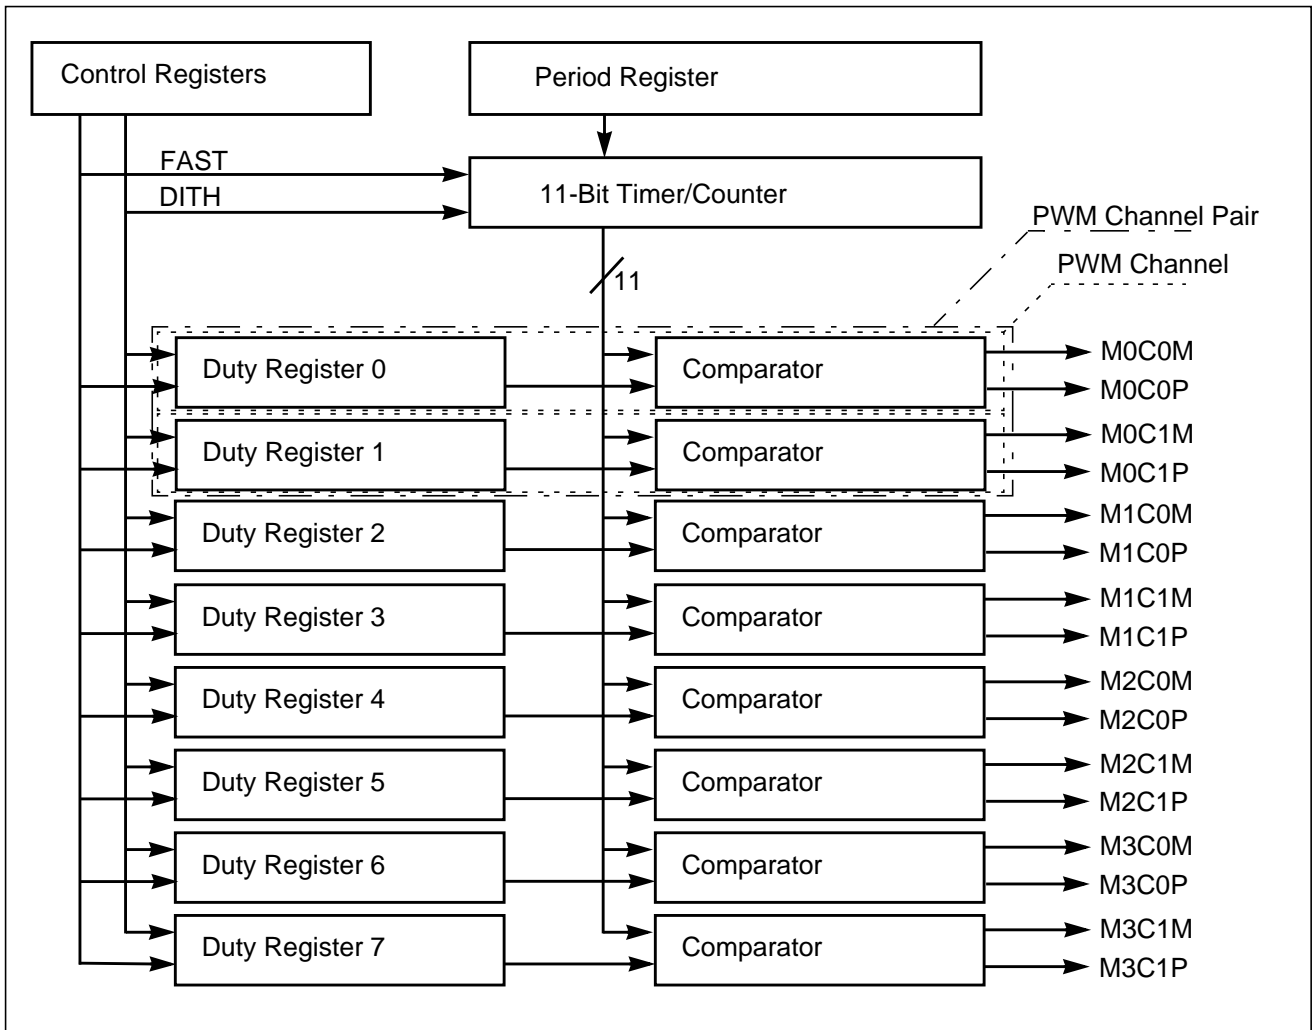 Control Registers
Period Register
FAST
DITH
11-Bit Timer/Counter
PWM Channel Pair
PWM Channel
11
Duty Register 0
Comparator
M0C0M
M0C0P
Duty Register 1
Comparator
M0C1M
M0C1P
Duty Register 2
Comparator
M1C0M
M1C0P
Duty Register 3
Comparator
M1C1M
M1C1P
Duty Register 4
Comparator
M2C0M
M2C0P
Duty Register 5
Comparator
M2C1M
M2C1P
Duty Register 6
Comparator
M3C0M
M3C0P
Duty Register 7
Comparator
M3C1M
M3C1P